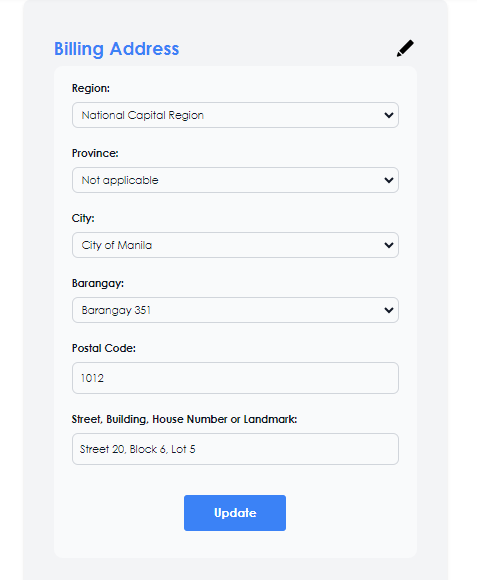 Billing Address
Region:
National Capital Region
Province:
Not applicable
City:
City of Manila
Barangay:
Barangay 351
Postal Code:
1012
Street, Building, House Number or Landmark:
Street 20, Block 6, Lot 5
Update